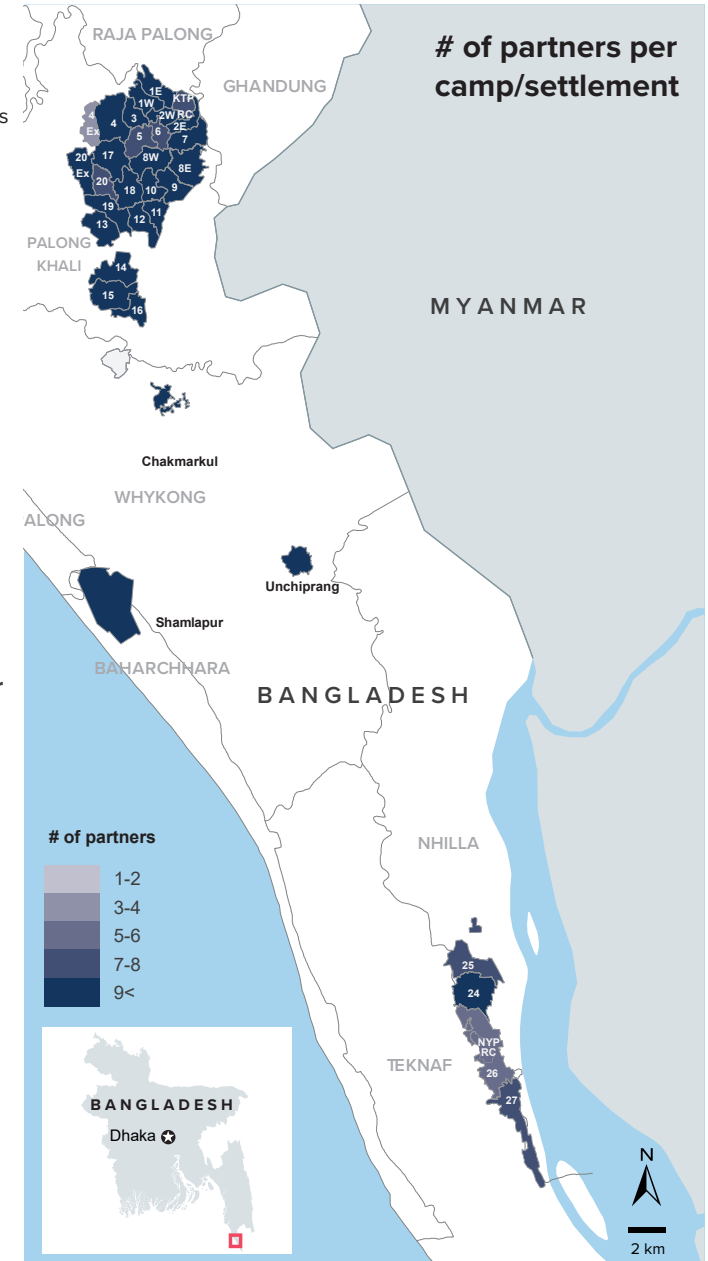 # of partners per
camp/settlement
RAJA PALONG
GHANDUNG
1E
1W
KTP
RC
4
Ex
4
3
2W
2E
5
6
7
20
Ex
17
8W
8E
20
18
10
9
19
11
13
12
PALONG
KHALI
14
15
16
MYANMAR
Chakmarkul
WHYKONG
ALONG
Unchiprang
Shamlapur
BAHARCHHARA
BANGLADESH
# of partners
1-2
3-4
5-6
7-8
9<
NHILLA
25
24
NYP
RC
26
27
TEKNAF
BANGLADESH
Dhaka
N
2 km
s
r